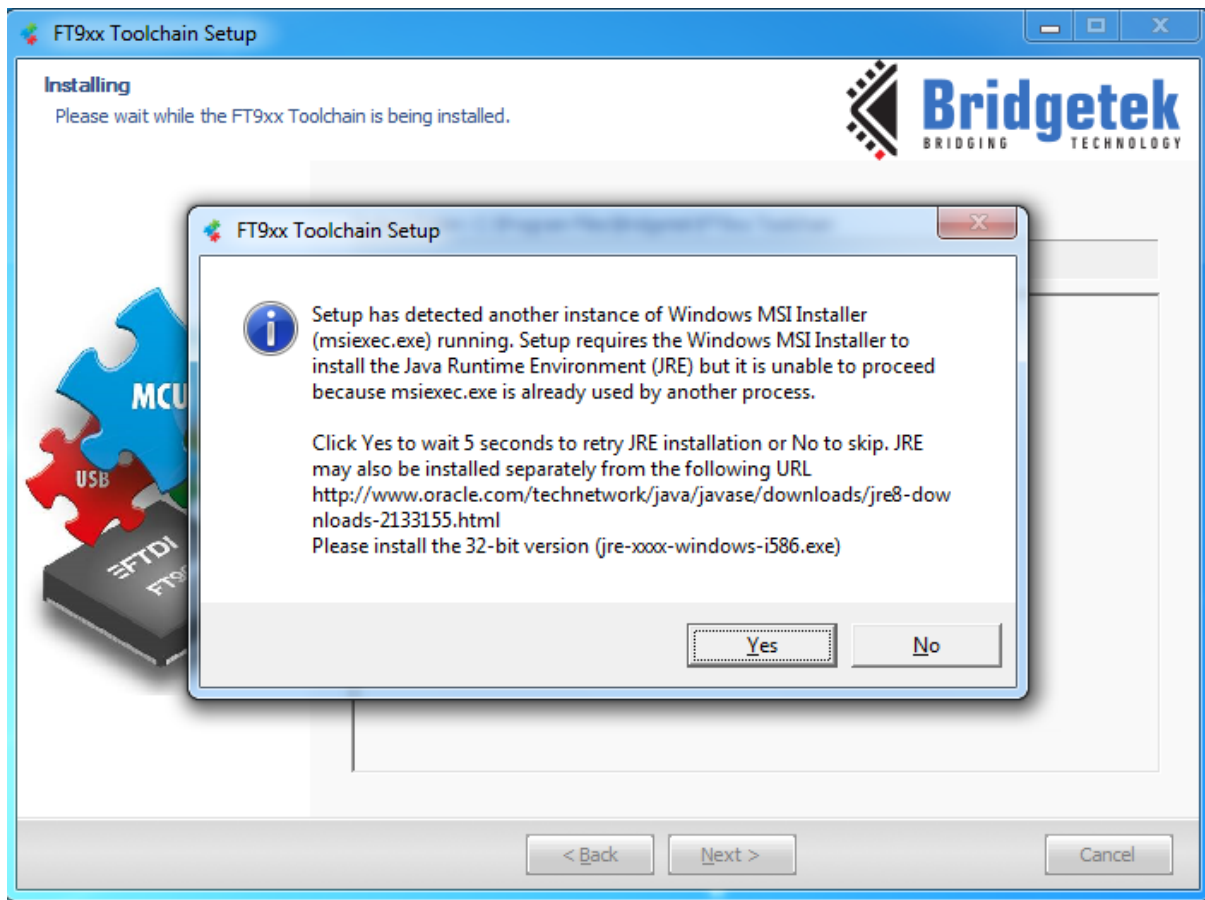 FT9xx Toolchain Setup
Installing
Please wait while the FT9xx Toolchain is being installed.
Bridgetek
BRIDGING TECHNOLOGY
FT9xx Toolchain Setup
Setup has detected another instance of Windows MSI Installer
(msiexec.exe) running. Setup requires the Windows MSI Installer to
install the Java Runtime Environment (JRE) but it is unable to proceed
because msiexec.exe is already used by another process.
Click Yes to wait 5 seconds to retry JRE installation or No to skip. JRE
may also be installed separately from the following URL
http://www.oracle.com/technetwork/java/javase/downloads/jre8-dow
nloads-2133155.html
Please install the 32-bit version (jre-xxxx-windows-i586.exe)
Yes No
MCU
USB
FTDI
< Back Next > Cancel